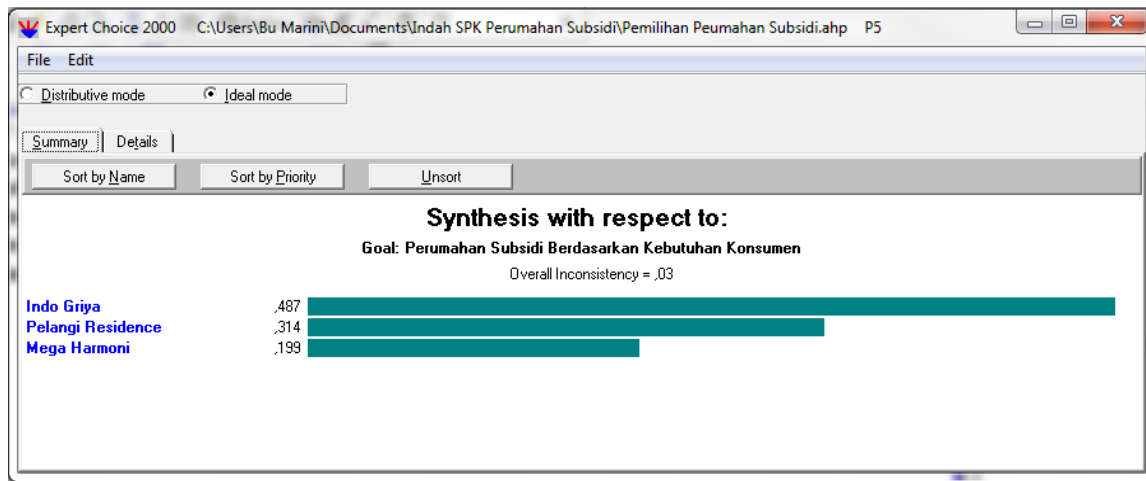 Expert Choice 2000 C:\Users\Bu Marini\Documents\Indah SPK Perumahan Subsidi\Pemilihan Peumahan Subsidi.ahp P5
File Edit
Distributive mode Ideal mode
Summary Details
Sort by Name Sort by Priority Unsort
Synthesis with respect to:
Goal: Perumahan Subsidi Berdasarkan Kebutuhan Konsumen
Overall Inconsistency = ,03
Indo Griya ,487
Pelangi Residence ,314
Mega Harmoni ,199